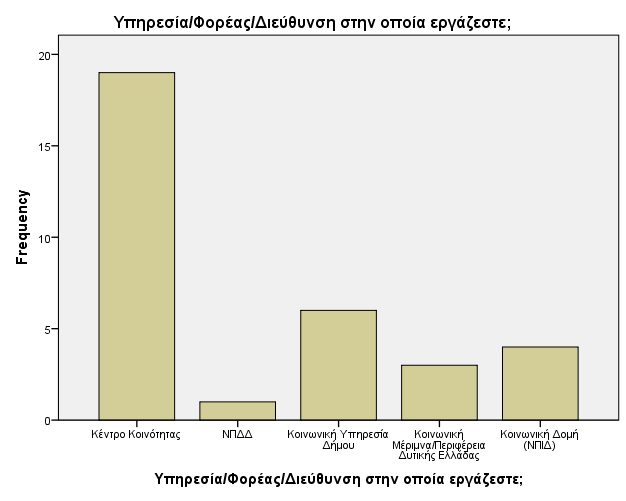 Υπηρεσία/Φορέας/Διεύθυνση στην οποία εργάζεστε;
20
15
10
5
0
Frequency
Κέντρο Κοινότητας
ΝΠΔΔ
Κοινωνική Υπηρεσία
Δήμου
Κοινωνική
Μέριμνα/Περιφέρεια
Δυτικής Ελλάδας
Κοινωνική Δομή
(ΝΠΙΔ)
Υπηρεσία/Φορέας/Διεύθυνση στην οποία εργάζεστε;